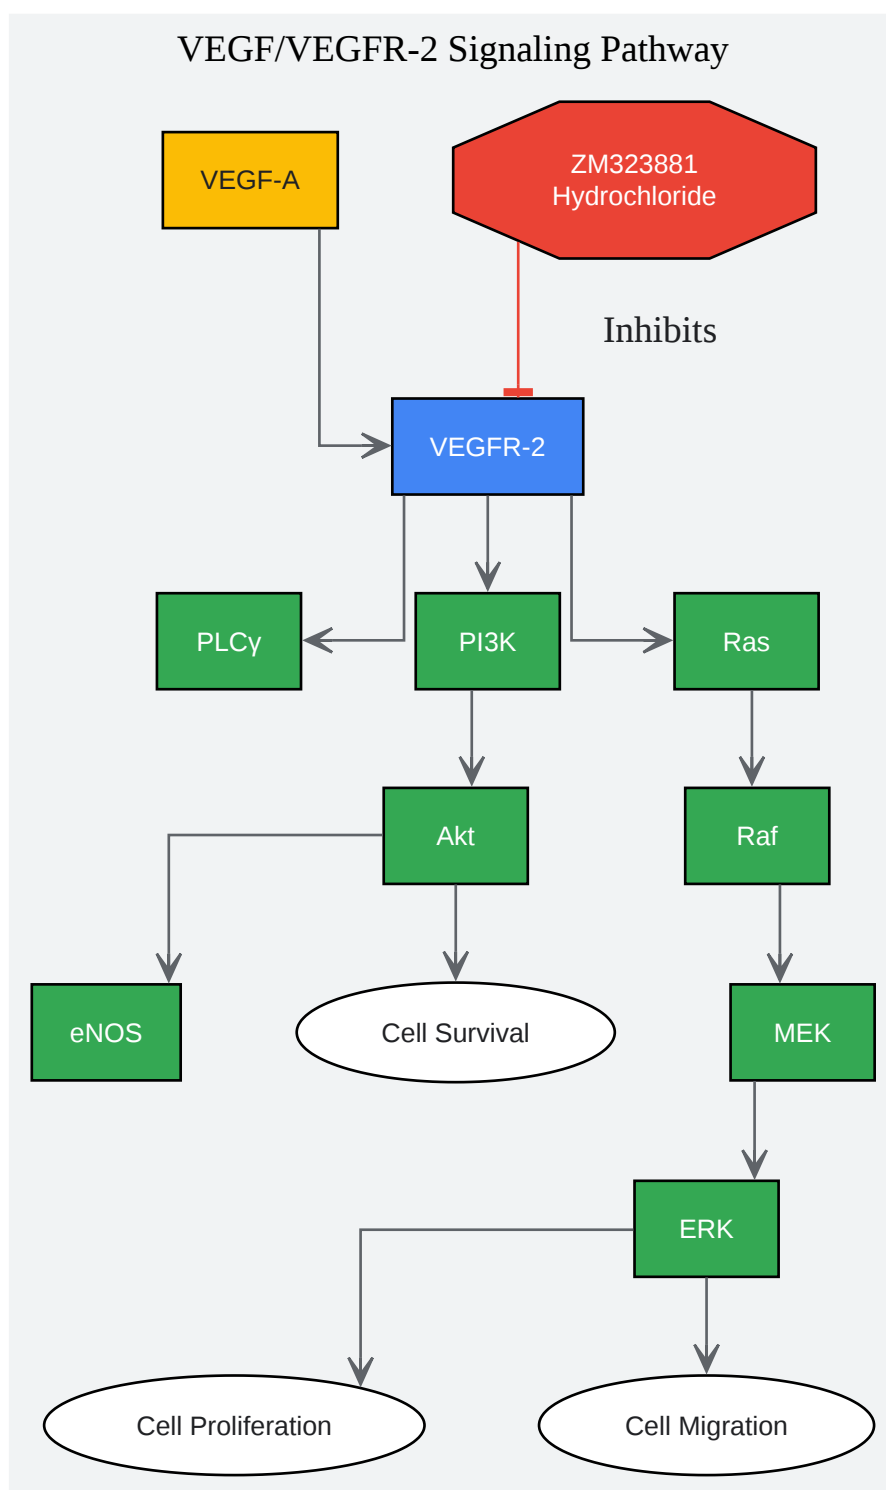 VEGF/VEGFR-2 Signaling Pathway
VEGF-A
ZM323881
Hydrochloride
Inhibits
VEGFR-2
PLCγ
PI3K
Ras
Akt
Raf
eNOS
Cell Survival
MEK
ERK
Cell Proliferation
Cell Migration